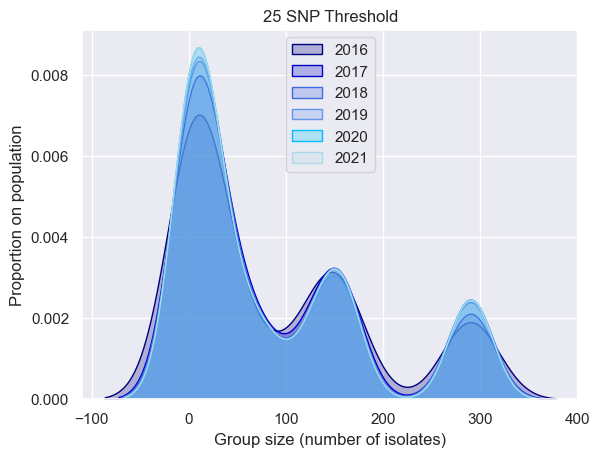 25 SNP Threshold
2016
2017
2018
2019
2020
2021
Proportion on population
0.008
0.006
0.004
0.002
0.000
−100 0 100 200 300 400
Group size (number of isolates)